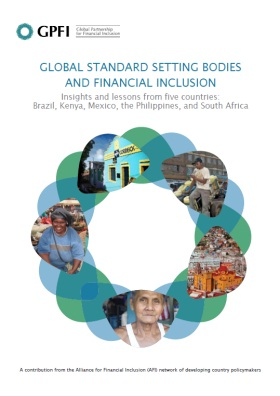 GPFI
Global Partnership
for Financial Inclusion
GLOBAL STANDARD SETTING BODIES
AND FINANCIAL INCLUSION
Insights and lessons from five countries:
Brazil, Kenya, Mexico, the Philippines, and South Africa
A contribution from the Alliance for Financial Inclusion (AFI) network of developing country policymakers